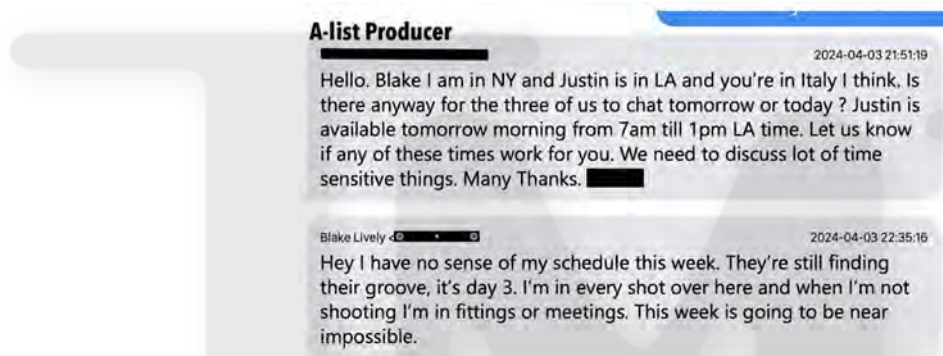 A-list Producer
2024-04-03 21:51:19
Hello. Blake I am in NY and Justin is in LA and you're in Italy I think. Is
there anyway for the three of us to chat tomorrow or today ? Justin is
available tomorrow morning from 7am till 1pm LA time. Let us know
if any of these times work for you. We need to discuss lot of time
sensitive things. Many Thanks.
Blake Lively <
2024-04-03 22:35:16
Hey I have no sense of my schedule this week. They're still finding
their groove, it's day 3. I'm in every shot over here and when I'm not
shooting I'm in fittings or meetings. This week is going to be near
impossible.